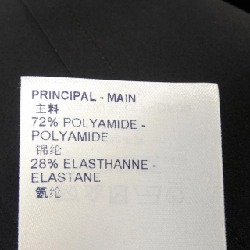 PRINCIPAL - MAIN
主料
72% POLYAMIDE -
POLYAMIDE
锦纶
28% ELASTHANNE -
ELASTANE
氨纶